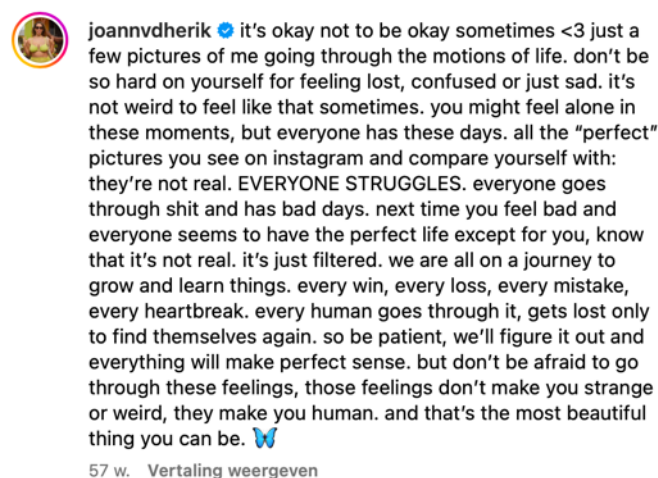 joannvdherik it’s okay not to be okay sometimes <3 just a
few pictures of me going through the motions of life. don’t be
so hard on yourself for feeling lost, confused or just sad. it’s
not weird to feel like that sometimes. you might feel alone in
these moments, but everyone has these days. all the “perfect”
pictures you see on instagram and compare yourself with:
they’re not real. EVERYONE STRUGGLES. everyone goes
through shit and has bad days. next time you feel bad and
everyone seems to have the perfect life except for you, know
that it’s not real. it’s just filtered. we are all on a journey to
grow and learn things. every win, every loss, every mistake,
every heartbreak. every human goes through it, gets lost only
to find themselves again. so be patient, we’ll figure it out and
everything will make perfect sense. but don’t be afraid to go
through these feelings, those feelings don’t make you strange
or weird, they make you human. and that’s the most beautiful
thing you can be. 🦋
57 w. Vertaling weergeven